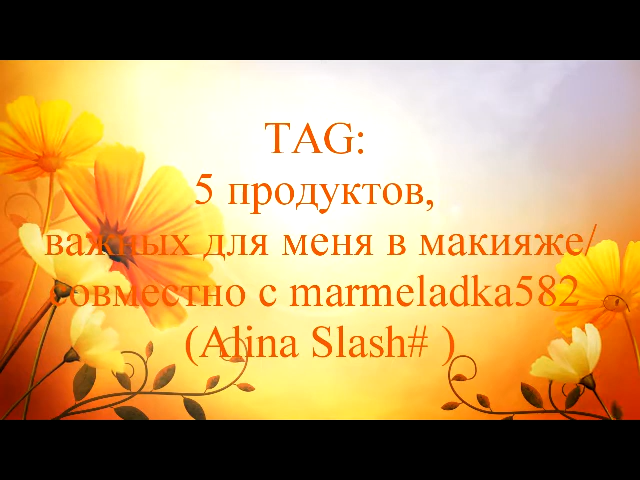 TAG:
5 продуктов,
важных для меня в макияже/
совместно с marmeladka582
(Alina Slash# )